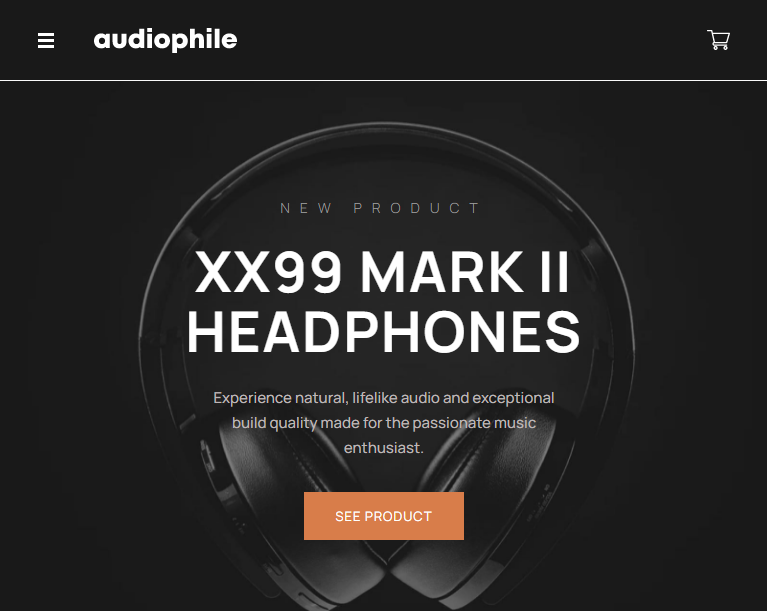 audiophile
NEW PRODUCT
XX99 MARK II
HEADPHONES
Experience natural, lifelike audio and exceptional
build quality made for the passionate music
enthusiast.
SEE PRODUCT